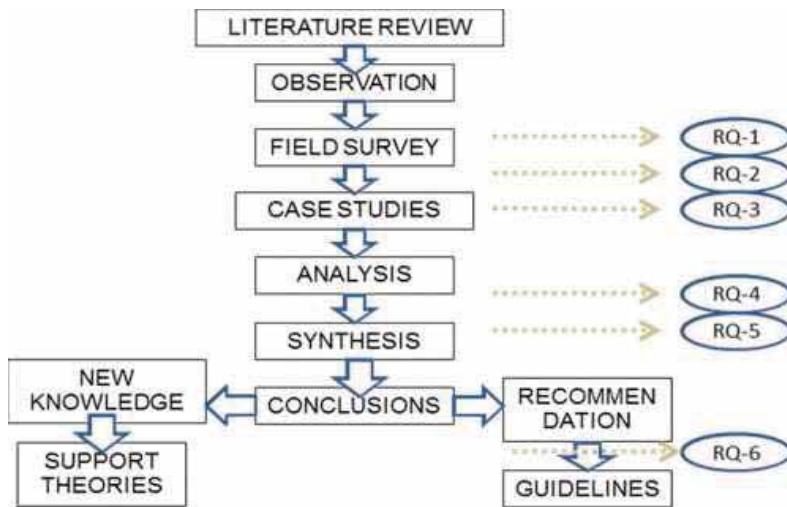 LITERATURE REVIEW
OBSERVATION
FIELD SURVEY
RQ-1
RQ-2
CASE STUDIES
RQ-3
ANALYSIS
RQ-4
SYNTHESIS
RQ-5
NEW
KNOWLEDGE
CONCLUSIONS
RECOMMEN
DATION
SUPPORT
THEORIES
RQ-6
GUIDELINES